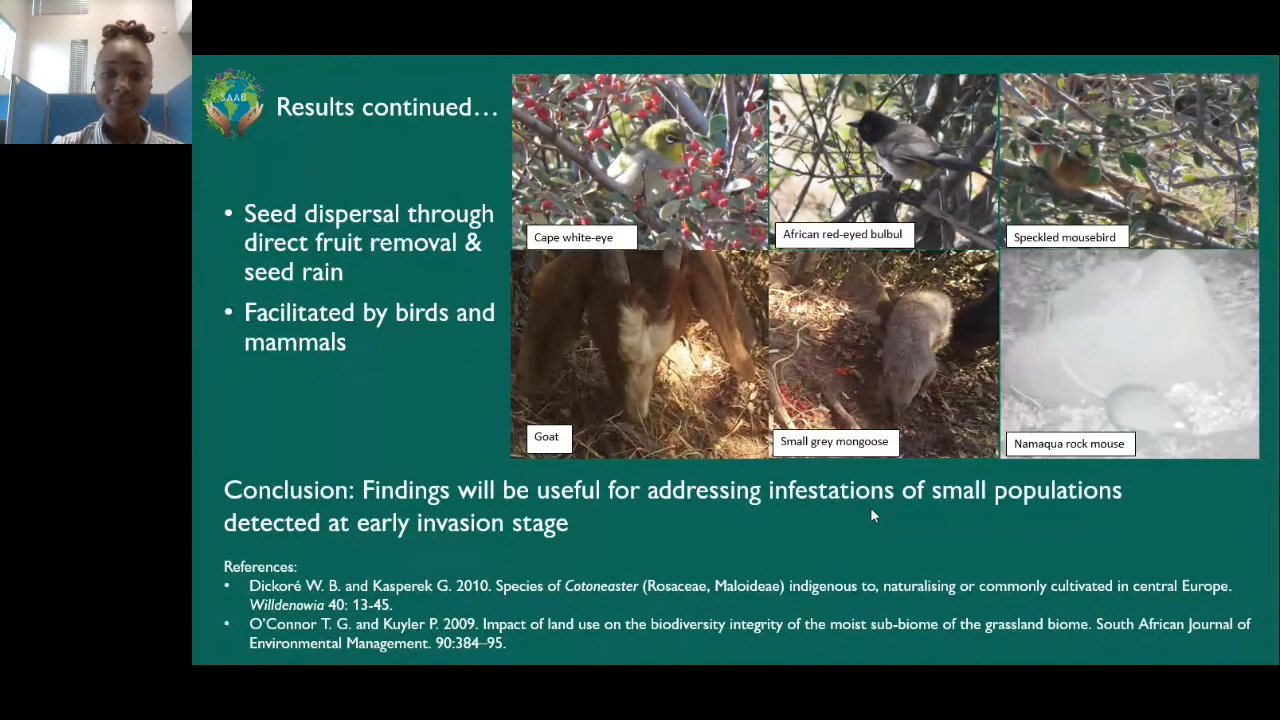 SAAB
Results continued…
• Seed dispersal through
direct fruit removal &
seed rain
• Facilitated by birds and
mammals
Cape white-eye
African red-eyed bulbul
Speckled mousebird
Goat
Small grey mongoose
Namaqua rock mouse
Conclusion: Findings will be useful for addressing infestations of small populations
detected at early invasion stage
References:
• Dickoré W. B. and Kasperek G. 2010. Species of Cotoneaster (Rosaceae, Maloideae) indigenous to, naturalising or commonly cultivated in central Europe.
Willdenowia 40: 13-45.
• O’Connor T. G. and Kuyler P. 2009. Impact of land use on the biodiversity integrity of the moist sub-biome of the grassland biome. South African Journal of
Environmental Management. 90:384–95.